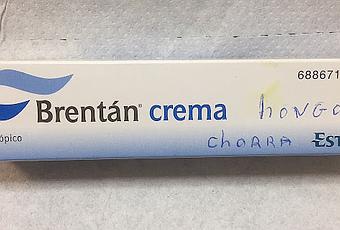 688671
Brentán® crema hongo
ópico
chorra Est